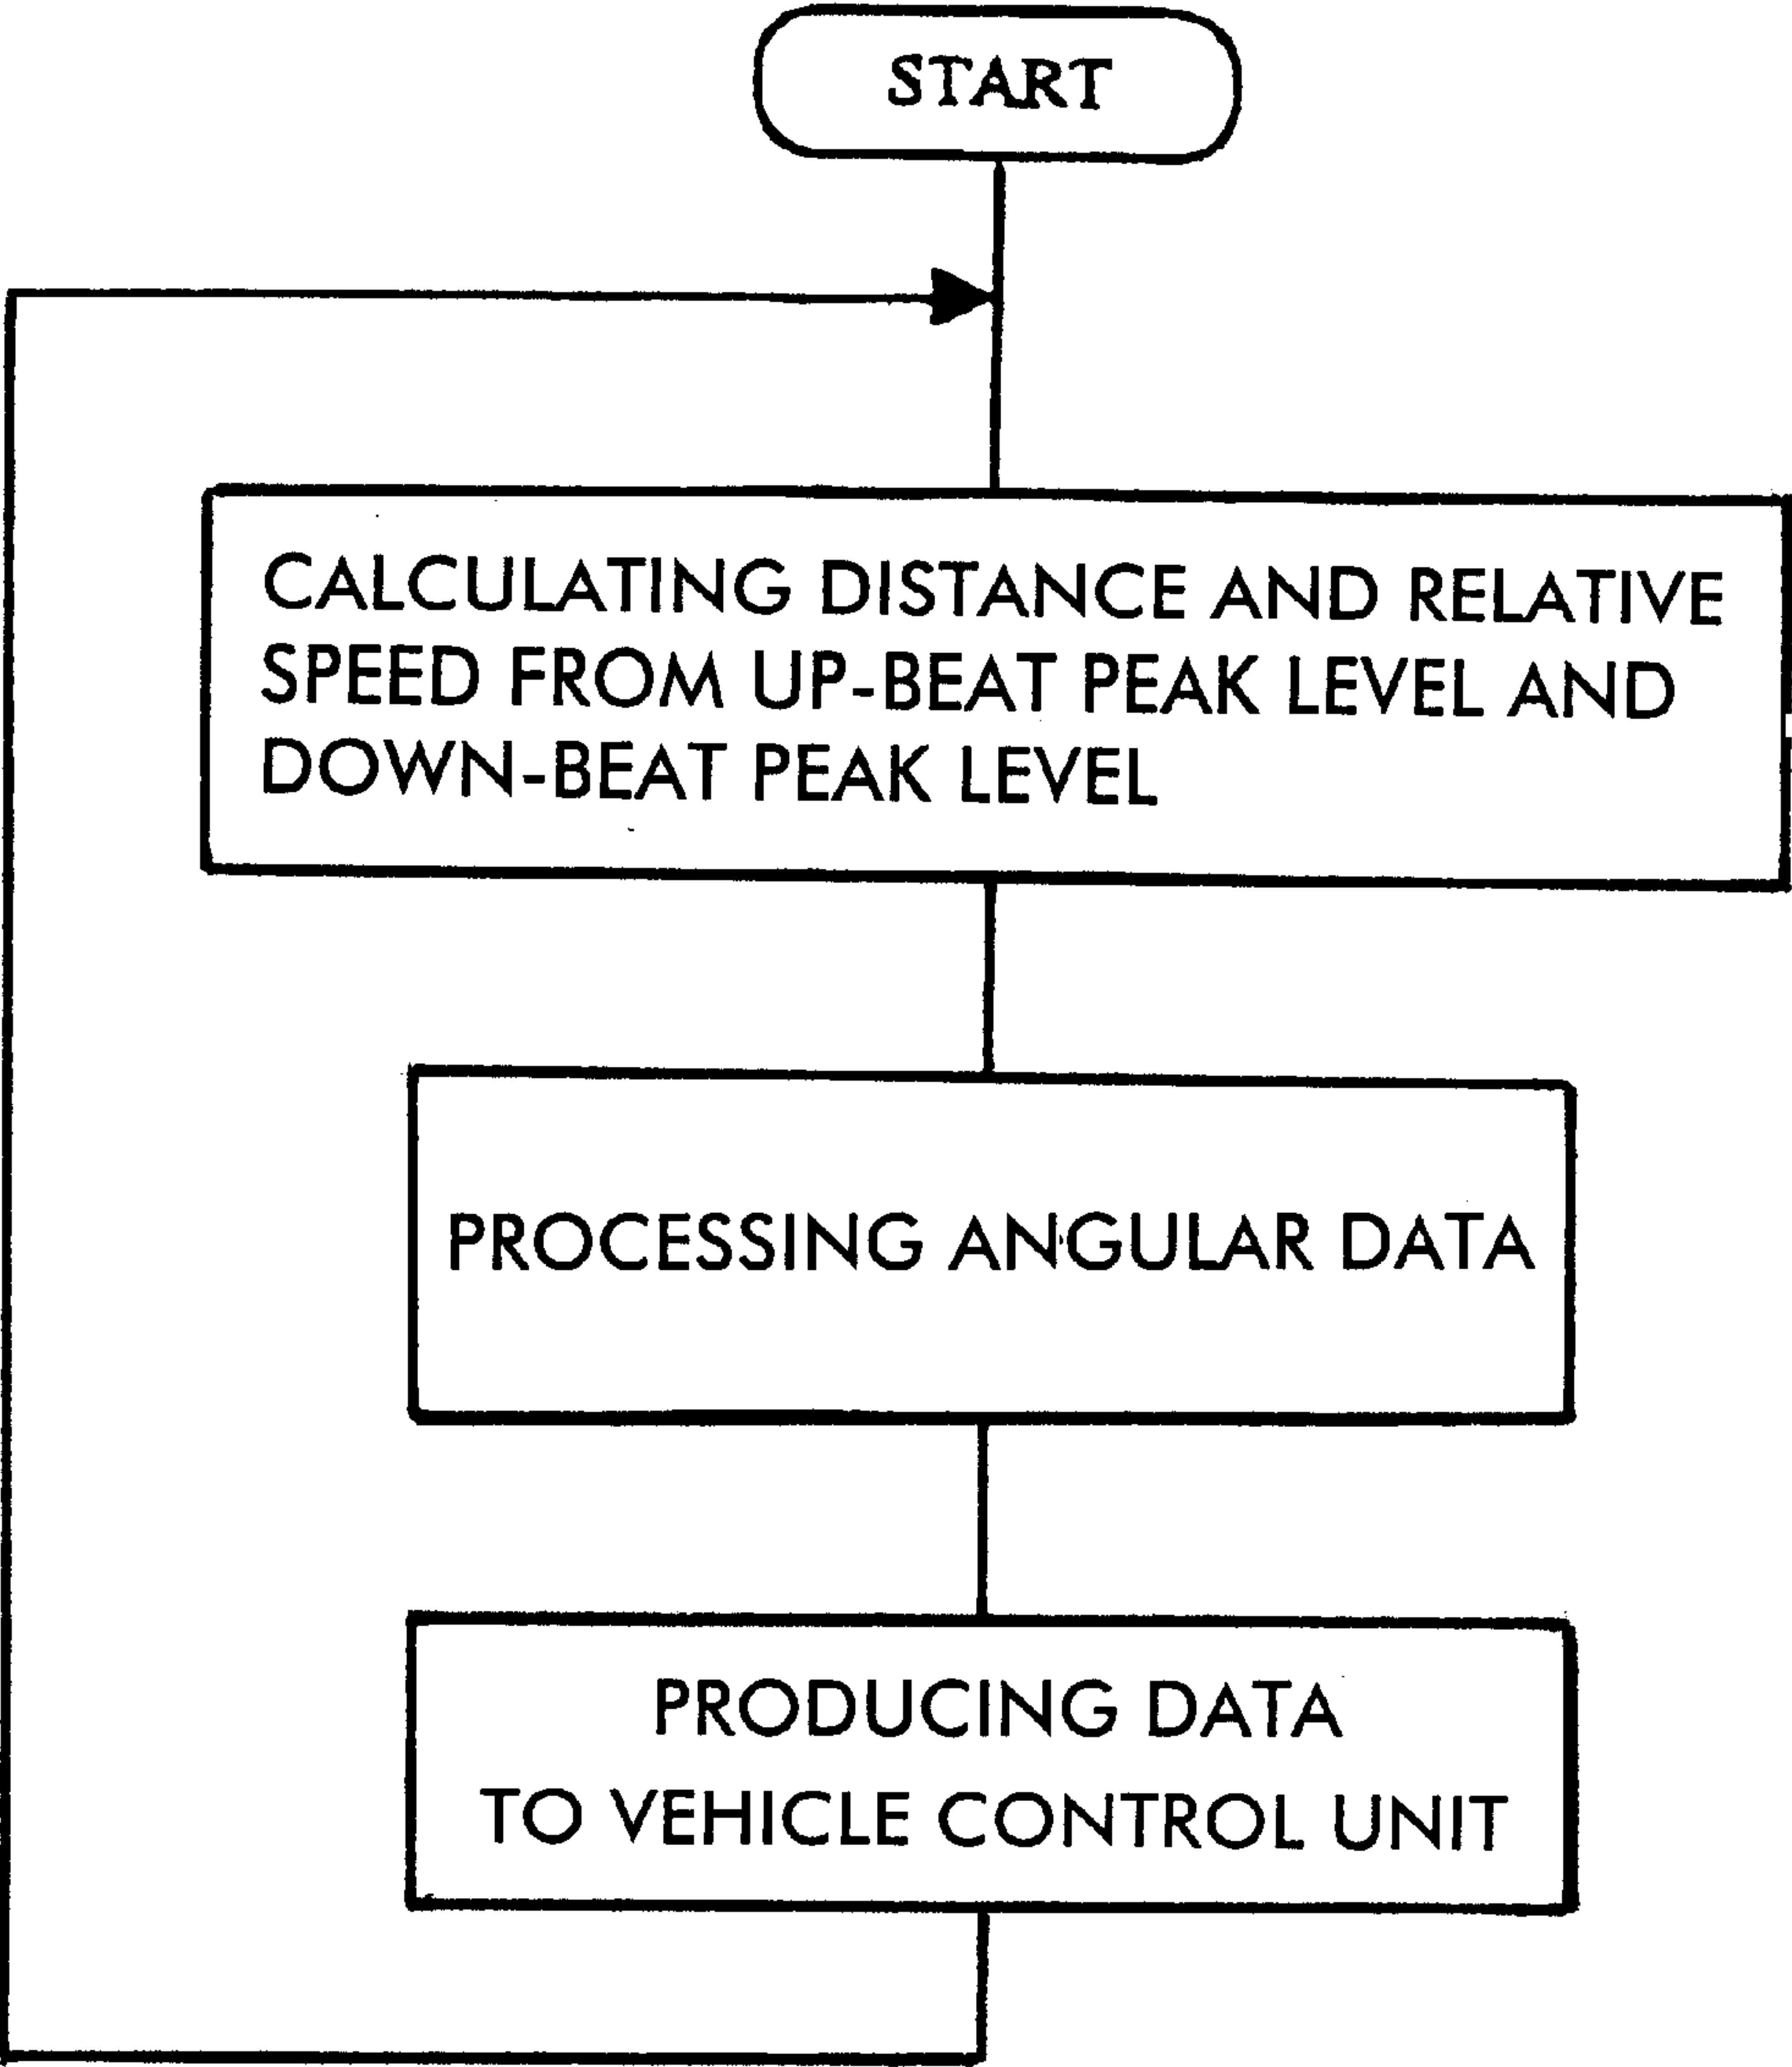 START
CALCULATING DISTANCE AND RELATIVE
SPEED FROM UP-BEAT PEAK LEVEL AND
DOWN-BEAT PEAK LEVEL
PROCESSING ANGULAR DATA
PRODUCING DATA
TO VEHICLE CONTROL UNIT